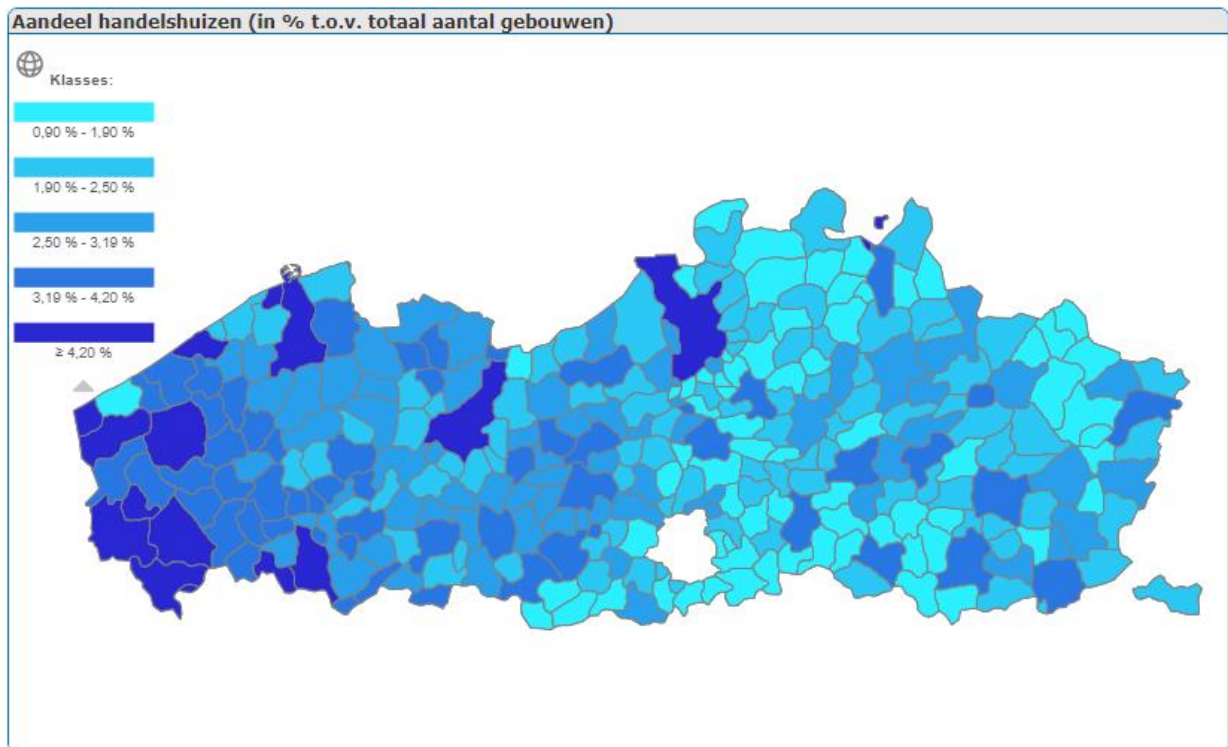 Aandeel handelshuizen (in % t.o.v. totaal aantal gebouwen)
Klasses:
0,90 % - 1,90 %
1,90 % - 2,50 %
2,50 % - 3,19 %
3,19 % - 4,20 %
≥ 4,20 %